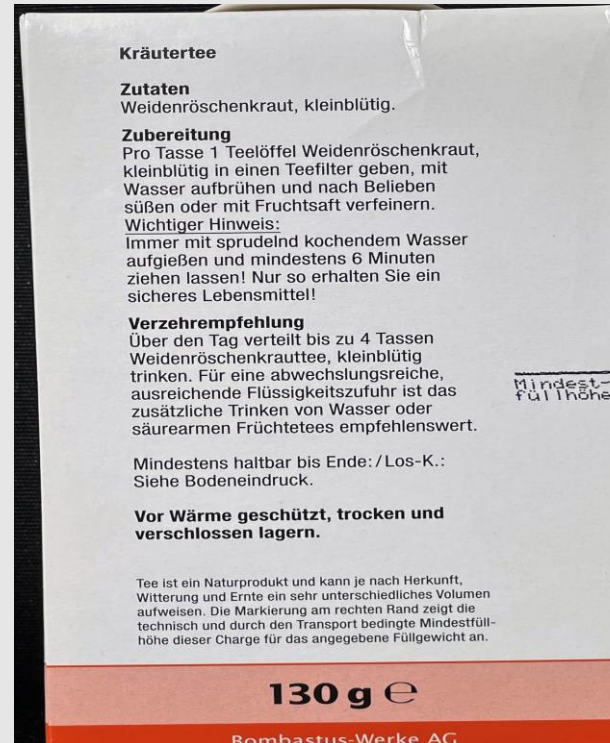 Kräutertee
Zutaten
Weidenröschenkraut, kleinblütig.
Zubereitung
Pro Tasse 1 Teelöffel Weidenröschenkraut,
kleinblütig in einen Teefilter geben, mit
Wasser aufbrühen und nach Belieben
süßen oder mit Fruchtsaft verfeinern.
Wichtiger Hinweis:
Immer mit sprudelnd kochendem Wasser
aufgießen und mindestens 6 Minuten
ziehen lassen! Nur so erhalten Sie ein
sicheres Lebensmittel!
Verzehrempfehlung
Über den Tag verteilt bis zu 4 Tassen
Weidenröschenkrauttee, kleinblütig
trinken. Für eine abwechslungsreiche,
ausreichende Flüssigkeitszufuhr ist das
zusätzliche Trinken von Wasser oder
säurearmen Früchtetees empfehlenswert.
Mindest-
füllhöhe
Mindestens haltbar bis Ende:/Los-K.:
Siehe Bodeneindruck.
Vor Wärme geschützt, trocken und
verschlossen lagern.
Tee ist ein Naturprodukt und kann je nach Herkunft,
Witterung und Ernte ein sehr unterschiedliches Volumen
aufweisen. Die Markierung am rechten Rand zeigt die
technisch und durch den Transport bedingte Mindestfüll-
höhe dieser Charge für das angegebene Füllgewicht an.
130 g ℮
Bombastus-Werke AG